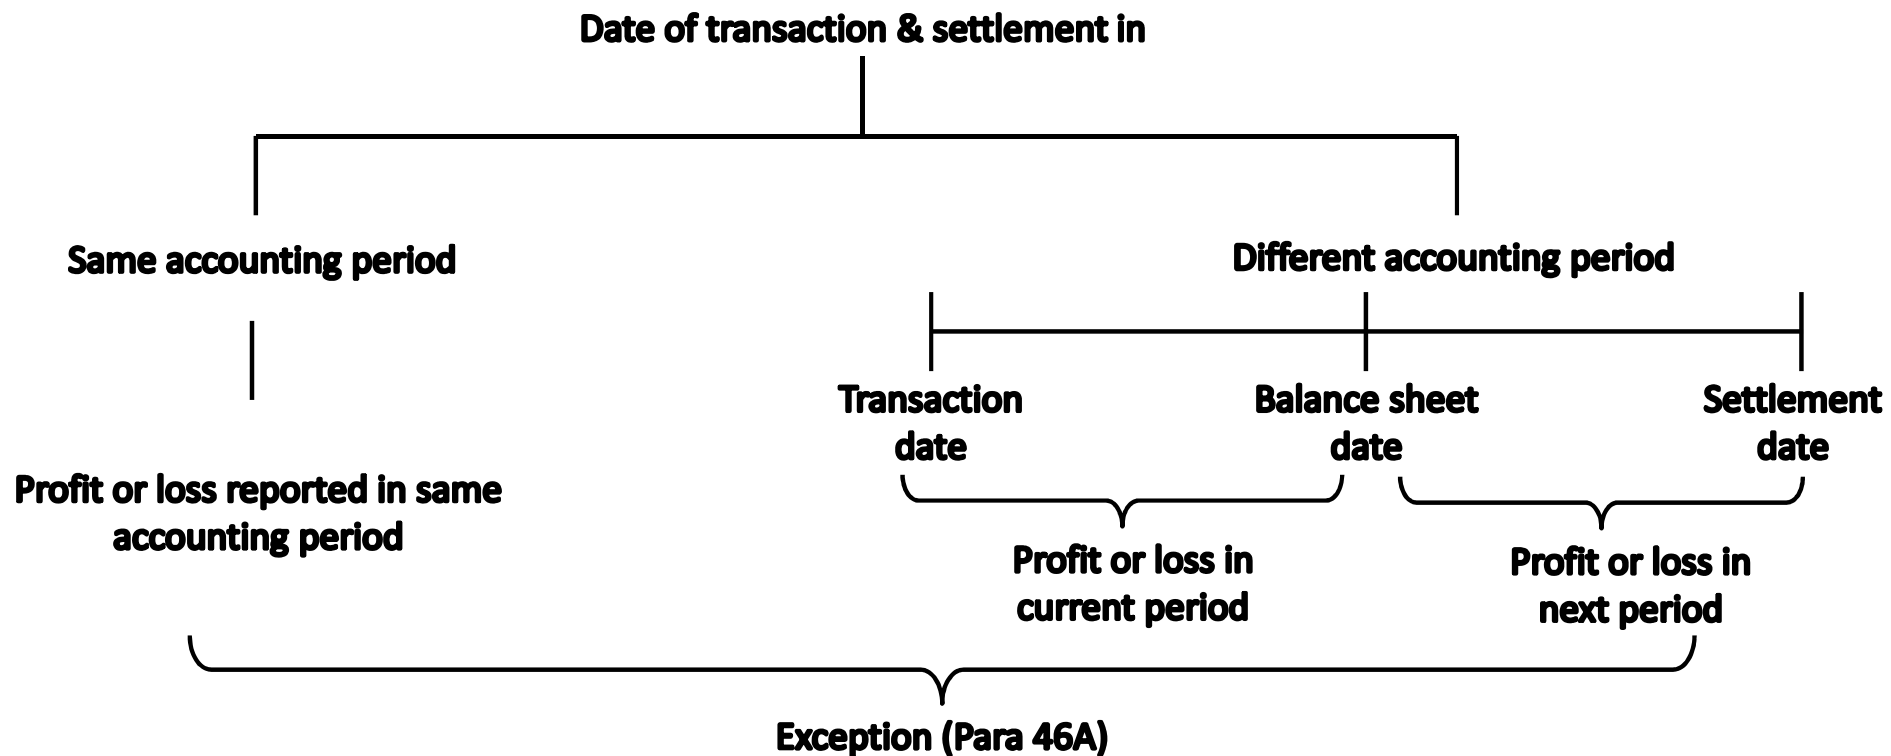 Date of transaction & settlement in
Same accounting period
Different accounting period
Transaction
date
Balance sheet
date
Settlement
date
Profit or loss reported in same
accounting period
Profit or loss in
current period
Profit or loss in
next period
Exception (Para 46A)